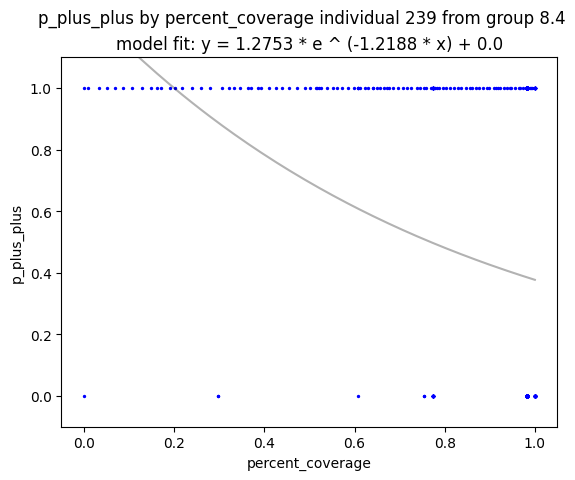 p_plus_plus by percent_coverage individual 239 from group 8.4
model fit: y = 1.2753 * e ^ (-1.2188 * x) + 0.0
1.0
0.8
0.6
0.4
0.2
0.0
p_plus_plus
0.0 0.2 0.4 0.6 0.8 1.0
percent_coverage